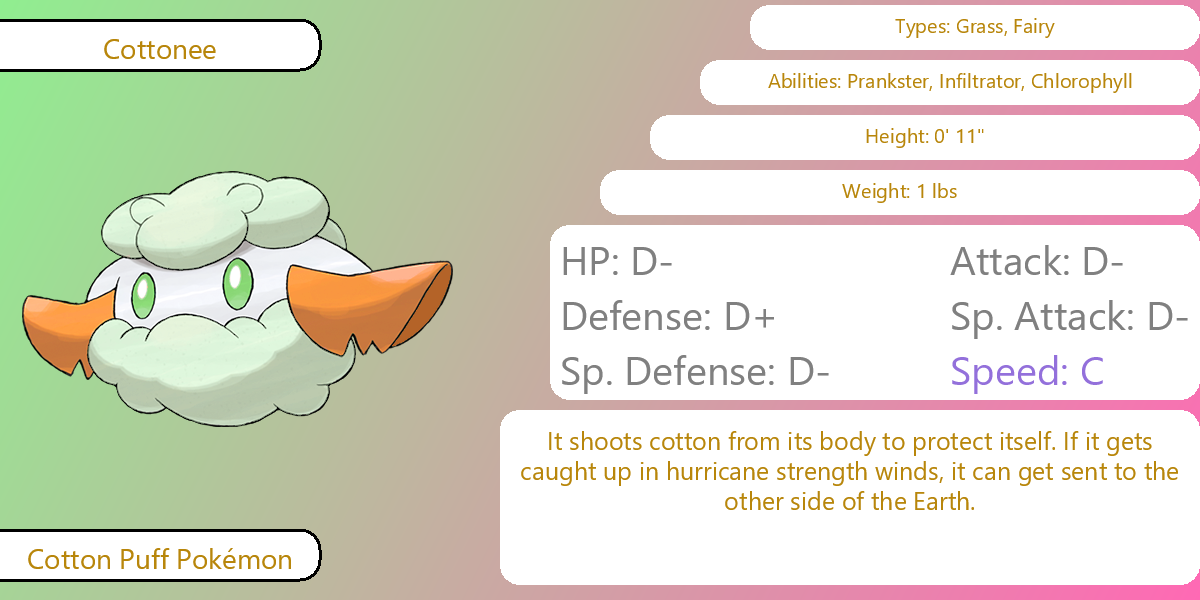 Cottonee
Types: Grass, Fairy
Abilities: Prankster, Infiltrator, Chlorophyll
Height: 0' 11"
Weight: 1 lbs
HP: D-
Attack: D-
Defense: D+
Sp. Attack: D-
Sp. Defense: D-
Speed: C
It shoots cotton from its body to protect itself. If it gets
caught up in hurricane strength winds, it can get sent to the
other side of the Earth.
Cotton Puff Pokémon